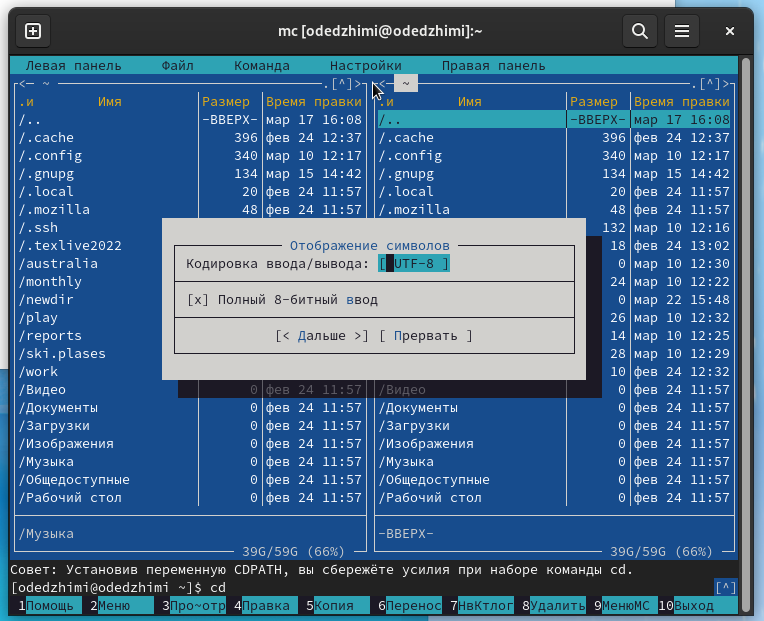 mc [odedzhimi@odedzhimi]:~
Левая панель Файл Команда Настройки Правая панель
<─ ~ .[^]> <─ ~ .[^]>
.и Имя Размер Время правки .и Имя Размер Время правки
/.. -ВВЕРХ- мар 17 16:08 /.. -ВВЕРХ- мар 17 16:08
/.cache 396 фев 24 12:37 /.cache 396 фев 24 12:37
/.config 340 мар 10 12:17 /.config 340 мар 10 12:17
/.gnupg 134 мар 15 14:42 /.gnupg 134 мар 15 14:42
/.local 20 фев 24 11:57 /.local 20 фев 24 11:57
/.mozilla 48 фев 24 11:57 /.mozilla 48 фев 24 11:57
/.ssh 132 мар 10 12:16
/.texlive2022 Отображение символов 18 фев 24 13:02
/australia Кодировка ввода/вывода: [ UTF-8 ] 0 мар 10 12:30
/monthly 24 мар 10 12:22
/newdir [x] Полный 8-битный ввод 0 мар 22 15:48
/play 26 мар 10 12:32
/reports [< Дальше >] [ Прервать ] 14 мар 10 12:25
/ski.plases 28 мар 10 12:29
/work 10 фев 24 12:32
/Видео 0 фев 24 11:57 /Видео 0 фев 24 11:57
/Документы 0 фев 24 11:57 /Документы 0 фев 24 11:57
/Загрузки 0 фев 24 11:57 /Загрузки 0 фев 24 11:57
/Изображения 0 фев 24 11:57 /Изображения 0 фев 24 11:57
/Музыка 0 фев 24 11:57 /Музыка 0 фев 24 11:57
/Общедоступные 0 фев 24 11:57 /Общедоступные 0 фев 24 11:57
/Рабочий стол 0 фев 24 11:57 /Рабочий стол 0 фев 24 11:57
/Музыка -ВВЕРХ-
39G/59G (66%) 39G/59G (66%)
Совет: Установив переменную CDPATH, вы сбережёте усилия при наборе команды cd.
[odedzhimi@odedzhimi ~]$ cd [^]
1Помощь 2Меню 3Про~отр 4Правка 5Копия 6Перенос 7НвКтлог 8Удалить 9МенюMC 10Выход